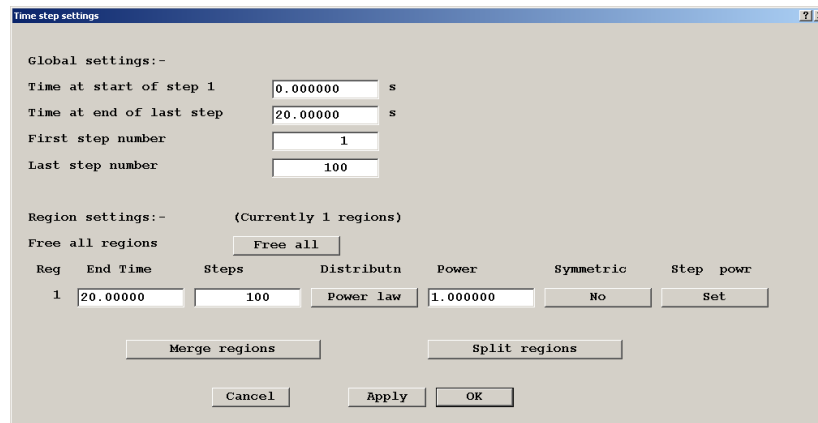 Time step settings ?
Global settings:-
Time at start of step 1 0.000000 s
Time at end of last step 20.00000 s
First step number 1
Last step number 100
Region settings:- (Currently 1 regions)
Free all regions Free all
Reg End Time Steps Distributn Power Symmetric Step powr
1 20.00000 100 Power law 1.000000 No Set
Merge regions Split regions
Cancel Apply OK